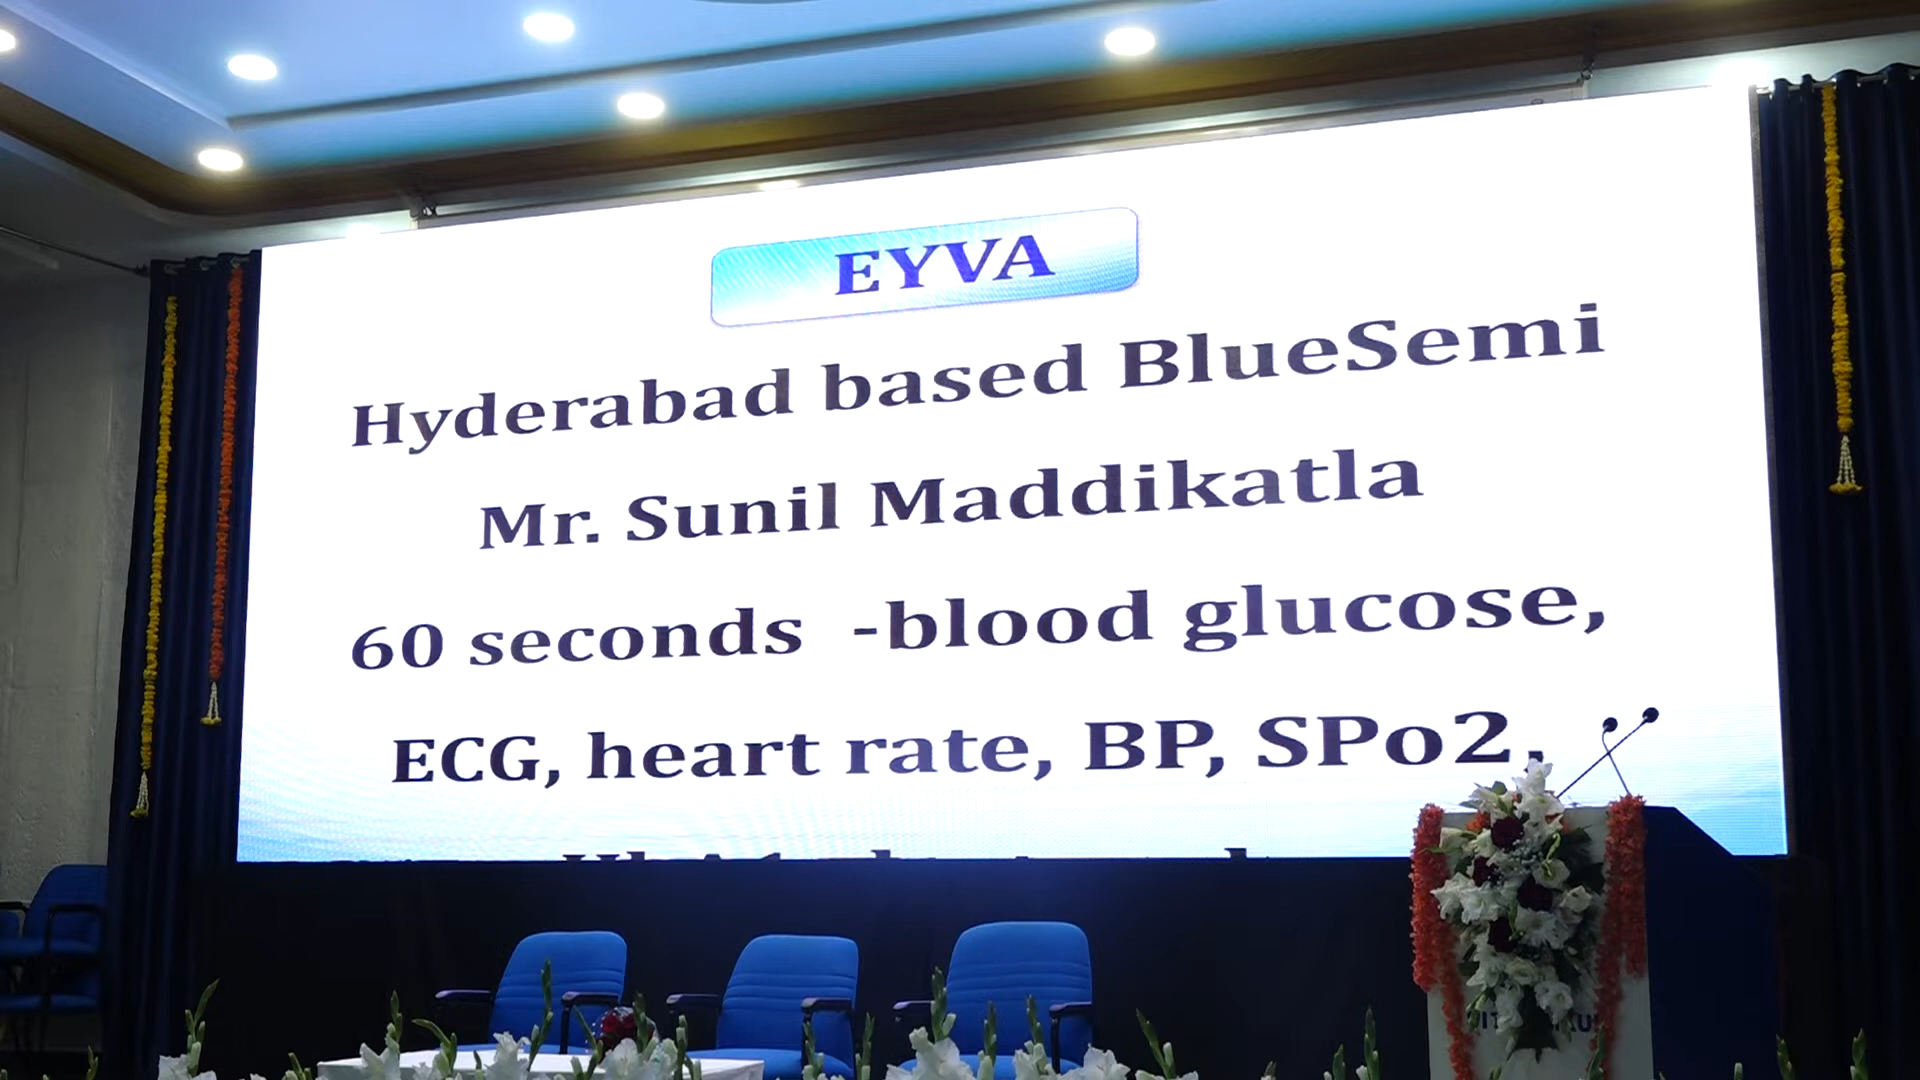 EYVA
Hyderabad based BlueSemi
Mr. Sunil Maddikatla
60 seconds -blood glucose,
ECG, heart rate, BP, SPo2,